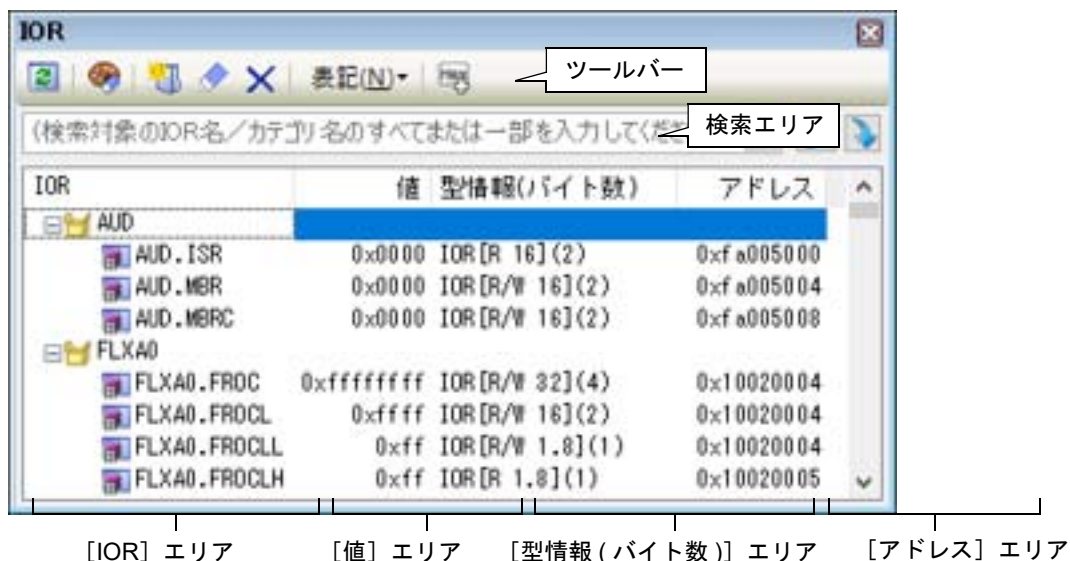 IOR
表記(N)▾
ツールバー
(検索対象のIOR名／カテゴリ名のすべてまたは一部を入力してくださ
検索エリア
IOR 値 型情報(バイト数) アドレス
AUD
AUD.ISR 0x0000 IOR[R 16](2) 0xfa005000
AUD.MBR 0x0000 IOR[R/W 16](2) 0xfa005004
AUD.MBRC 0x0000 IOR[R/W 16](2) 0xfa005008
FLXA0
FLXA0.FROC 0xffffffff IOR[R/W 32](4) 0x10020004
FLXA0.FROCL 0xffff IOR[R/W 16](2) 0x10020004
FLXA0.FROCLL 0xff IOR[R/W 1.8](1) 0x10020004
FLXA0.FROCLH 0xff IOR[R 1.8](1) 0x10020005
［IOR］エリア ［値］エリア ［型情報 ( バイト数 )］エリア ［アドレス］エリア